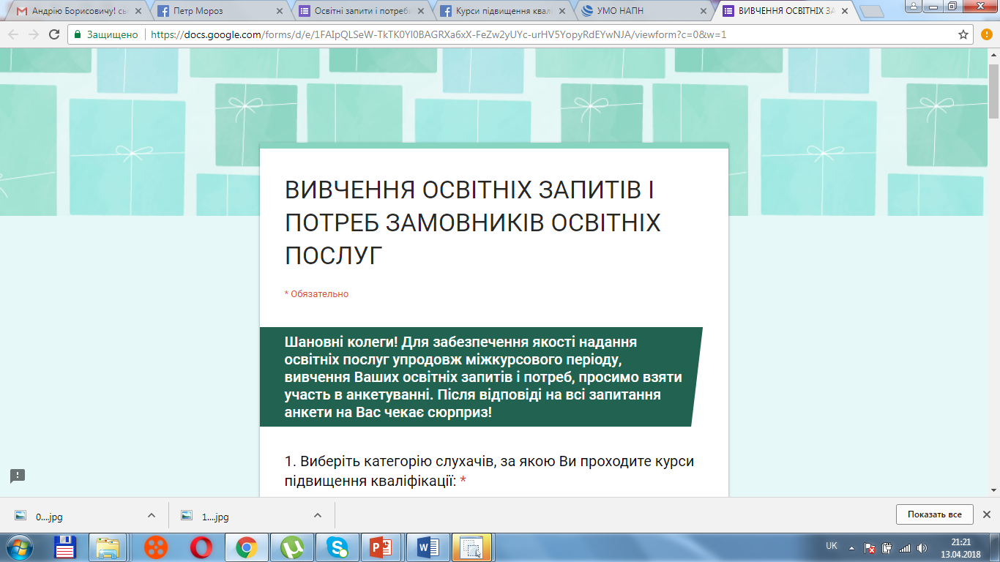 Андрію Борисовичу! сь
Петр Мороз
Освітні запити і потреби
Курси підвищення квал
УМО НАПН
ВИВЧЕННЯ ОСВІТНІХ ЗА
Защищено
https://docs.google.com/forms/d/e/1FAIpQLSeW-TkTK0Yl0BAGRXa6xX-FeZw2yUYc-urHV5YopyRdEYwNJA/viewform?c=0&w=1
ВИВЧЕННЯ ОСВІТНІХ ЗАПИТІВ І
ПОТРЕБ ЗАМОВНИКІВ ОСВІТНІХ
ПОСЛУГ
* Обязательно
Шановні колеги! Для забезпечення якості надання
освітніх послуг упродовж міжкурсового періоду,
вивчення Ваших освітніх запитів і потреб, просимо взяти
участь в анкетуванні. Після відповіді на всі запитання
анкети на Вас чекає сюрприз!
1. Виберіть категорію слухачів, за якою Ви проходите курси
підвищення кваліфікації: *
0....jpg
1....jpg
Показать все
UK
21:21
13.04.2018